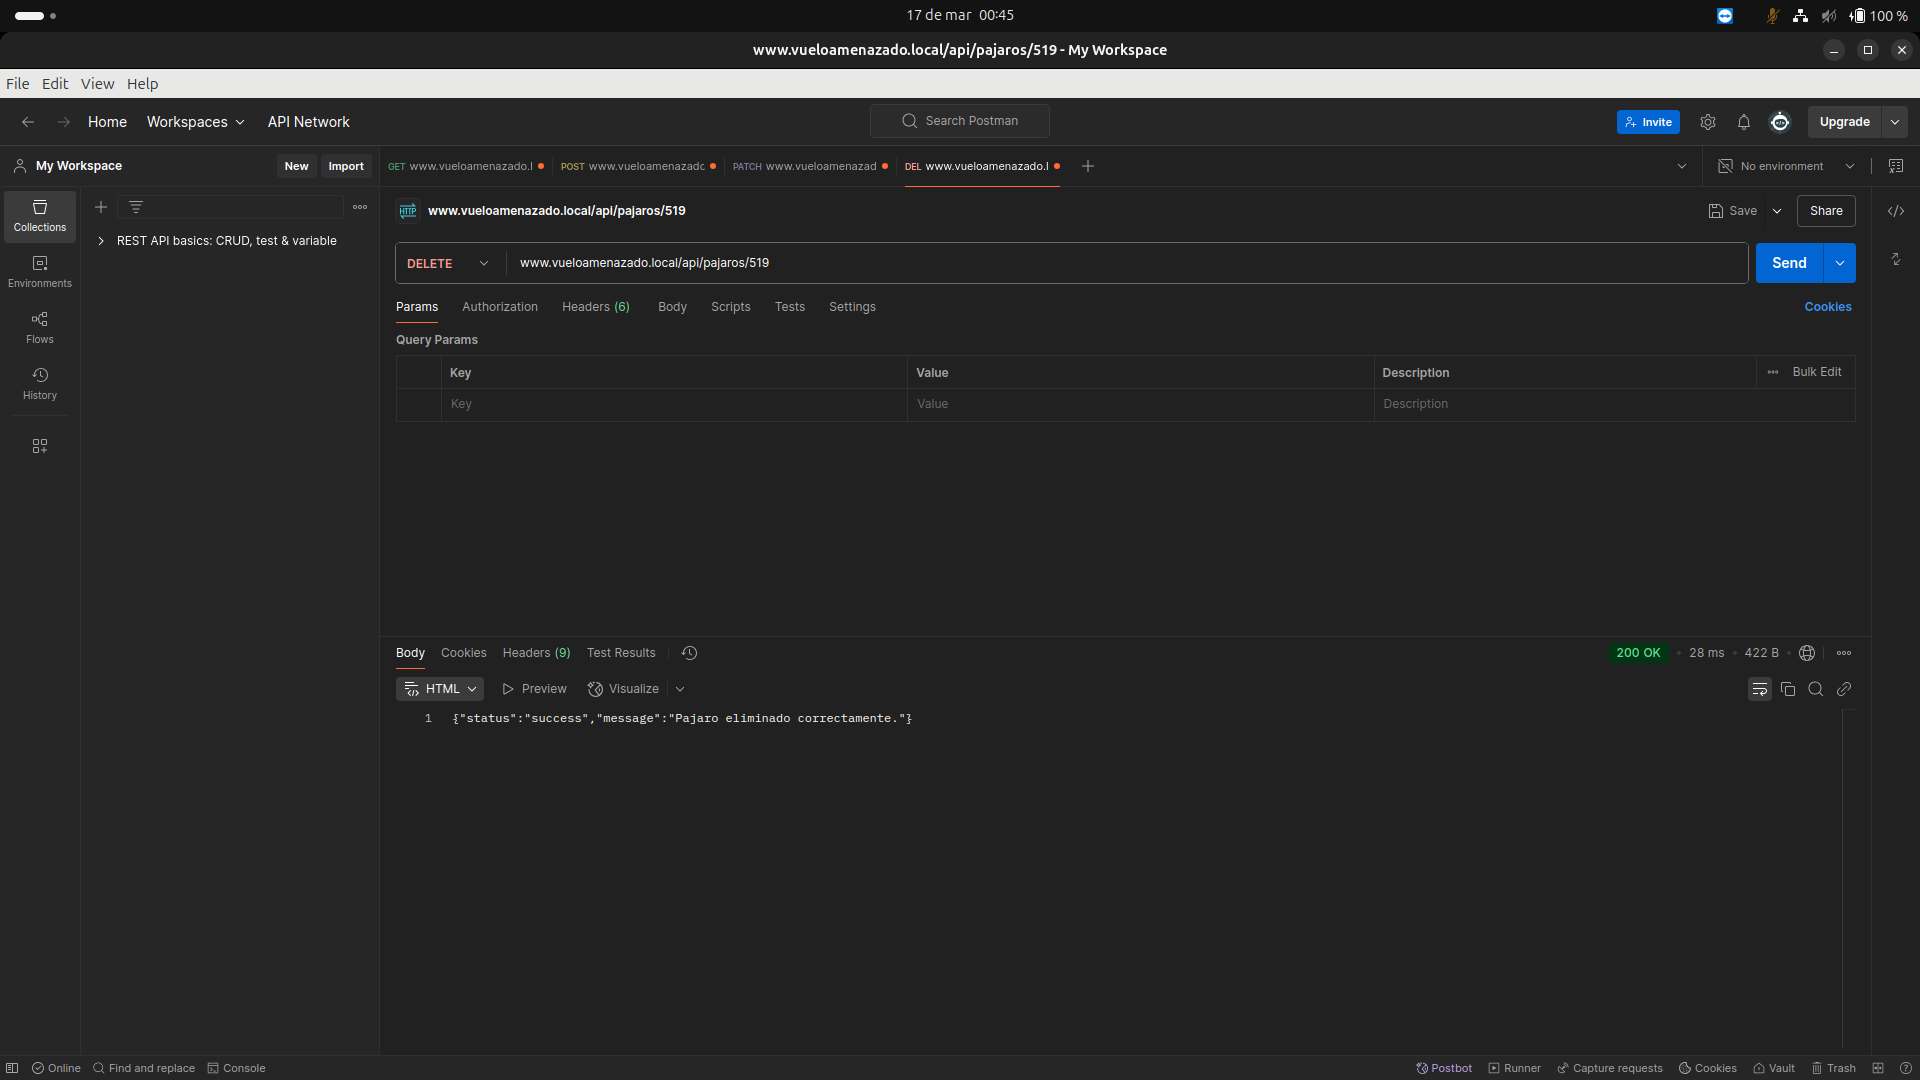 17 de mar 00:45
100 %
www.vueloamenazado.local/api/pajaros/519 - My Workspace
File Edit View Help
Home Workspaces API Network
Search Postman
Invite
Upgrade
My Workspace
New
Import
GET www.vueloamenazado.l
POST www.vueloamenazadc
PATCH www.vueloamenazad
DEL www.vueloamenazado.l
No environment
Collections
REST API basics: CRUD, test & variable
Environments
Flows
History
HTTP www.vueloamenazado.local/api/pajaros/519
Save
Share
DELETE www.vueloamenazado.local/api/pajaros/519
Send
Params Authorization Headers (6) Body Scripts Tests Settings
Cookies
Query Params
Key Value Description Bulk Edit
Key Value Description
Body Cookies Headers (9) Test Results
200 OK 28 ms 422 B
HTML Preview Visualize
1 {"status":"success","message":"Pajaro eliminado correctamente."}
Online Find and replace Console
Postbot Runner Capture requests Cookies Vault Trash